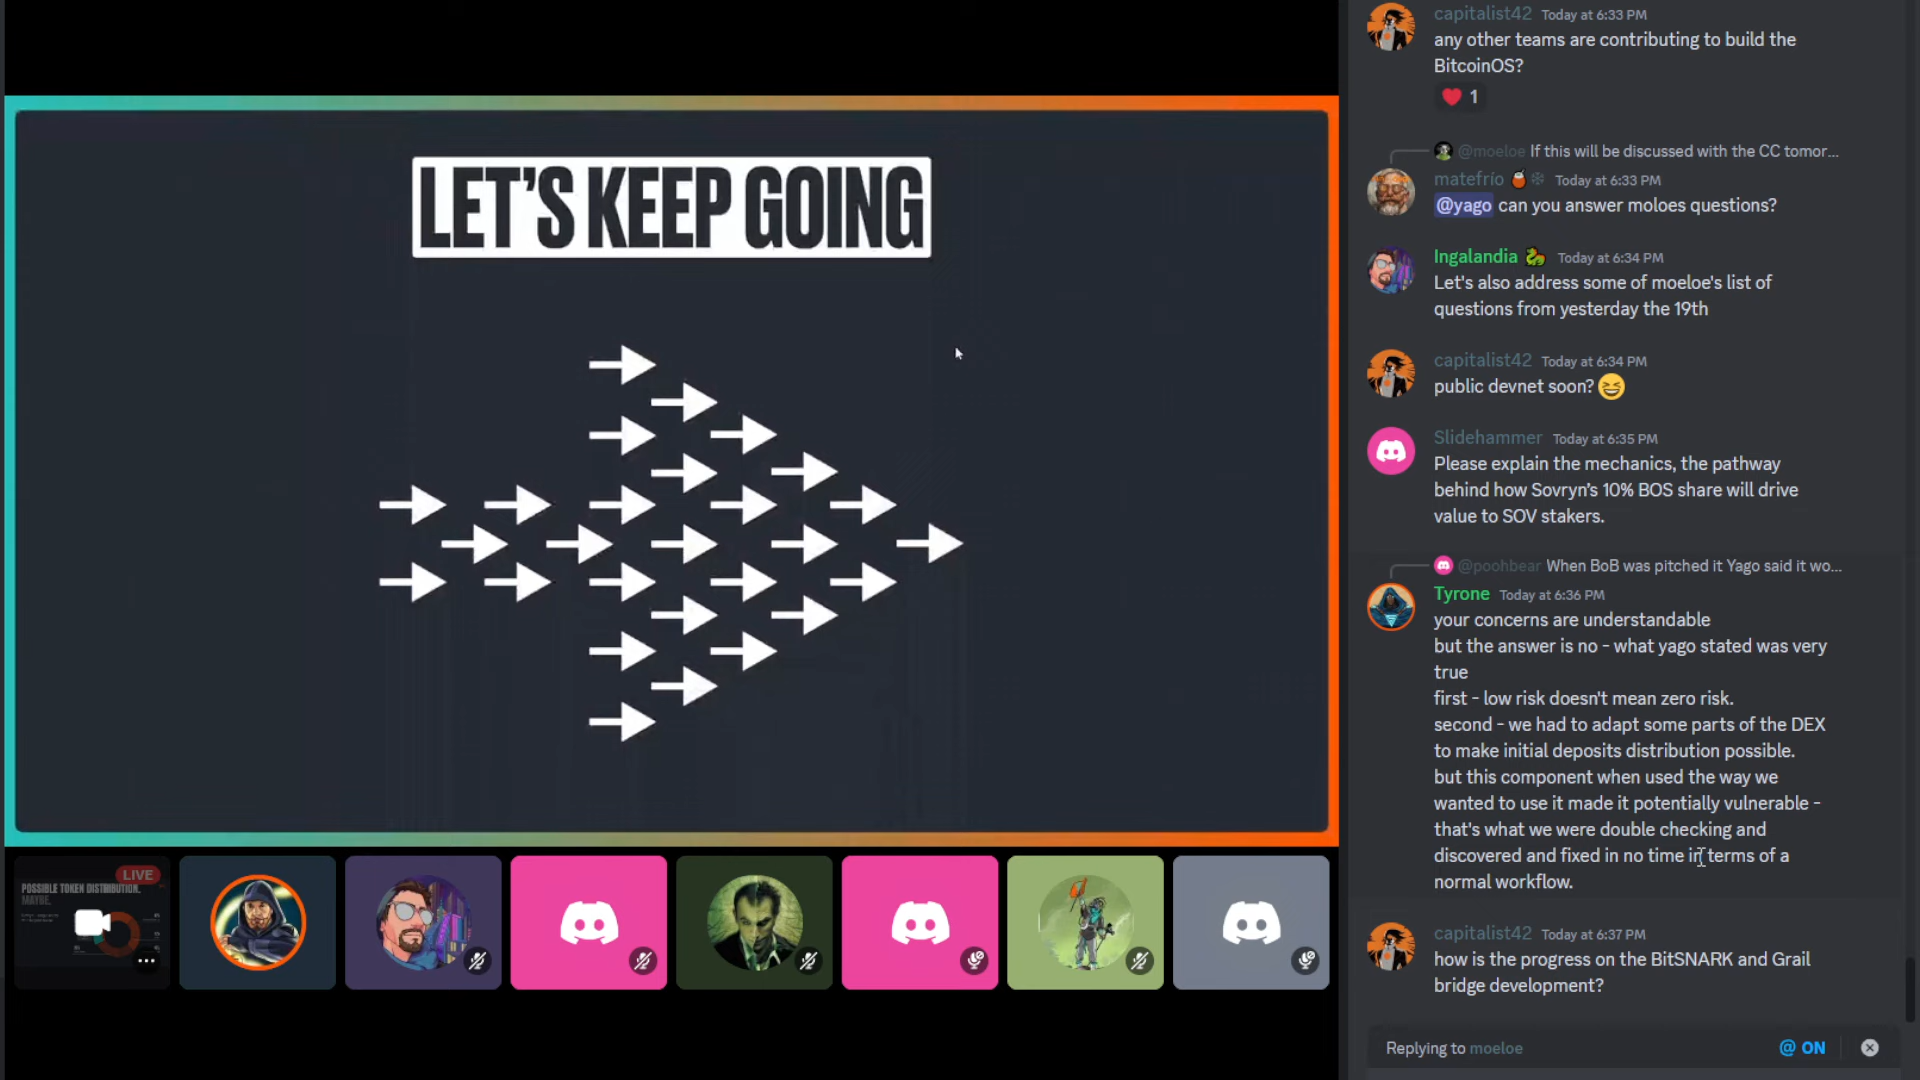 LET'S KEEP GOING
LIVE
POSSIBLE TOKEN DISTRIBUTION.
MAYBE.
capitalist42 Today at 6:33 PM
any other teams are contributing to build the
BitcoinOS?
❤️ 1
@moeloe If this will be discussed with the CC tomor...
matefrio 🧉 ❄ Today at 6:33 PM
@yago can you answer moloes questions?
Ingalandia 🐍 Today at 6:34 PM
Let's also address some of moeloe's list of
questions from yesterday the 19th
capitalist42 Today at 6:34 PM
public devnet soon? 😆
Slidehammer Today at 6:35 PM
Please explain the mechanics, the pathway
behind how Sovryn's 10% BOS share will drive
value to SOV stakers.
@poohbear When BoB was pitched it Yago said it wo...
Tyrone Today at 6:36 PM
your concerns are understandable
but the answer is no - what yago stated was very
true
first - low risk doesn't mean zero risk.
second - we had to adapt some parts of the DEX
to make initial deposits distribution possible.
but this component when used the way we
wanted to use it made it potentially vulnerable -
that's what we were double checking and
discovered and fixed in no time in terms of a
normal workflow.
capitalist42 Today at 6:37 PM
how is the progress on the BitSNARK and Grail
bridge development?
Replying to moeloe @ ON